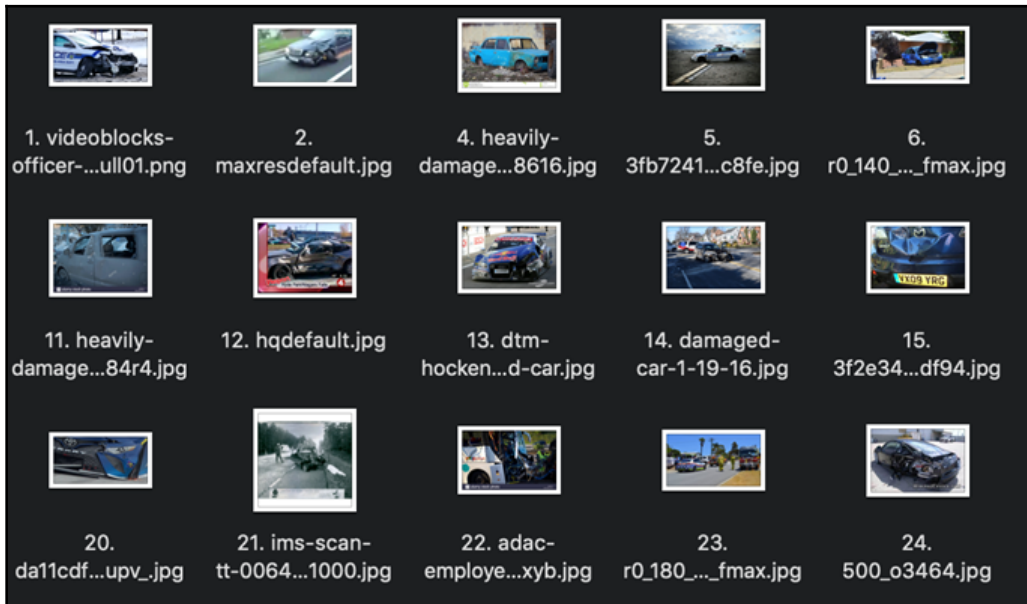 1. videoblocks-
officer-...ull01.png
2.
maxresdefault.jpg
4. heavily-
damage...8616.jpg
5.
3fb7241...c8fe.jpg
6.
r0_140_..._fmax.jpg
YX09 YRG
11. heavily-
damage...84r4.jpg
12. hqdefault.jpg
13. dtm-
hocken...d-car.jpg
14. damaged-
car-1-19-16.jpg
15.
3f2e34...df94.jpg
20.
da11cdf...upv_.jpg
21. ims-scan-
tt-0064...1000.jpg
22. adac-
employe...xyb.jpg
23.
r0_180_..._fmax.jpg
24.
500_o3464.jpg